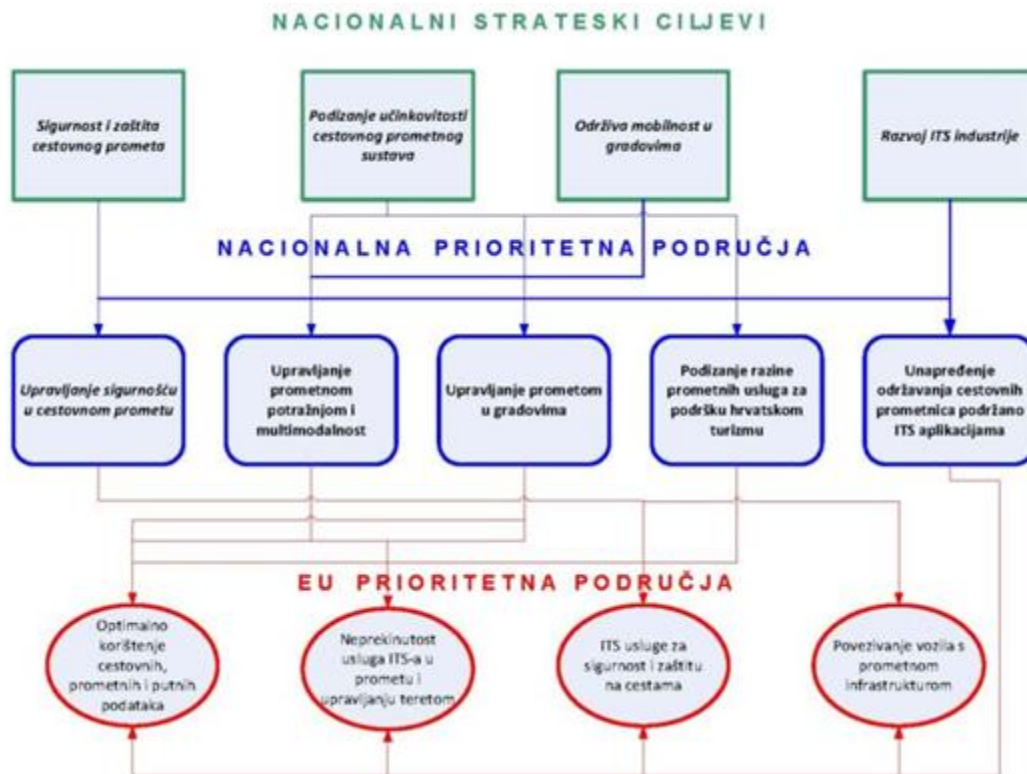 NACIONALNI STRATESKI CILJEVI
Sigurnost i zaštita
cestovnog prometa
Podizanje učinkovitosti
cestovnog prometnog
sustava
Održiva mobilnost u
gradovima
Razvoj ITS industrije
NACIONALNA PRIORITETNA PODRUČJA
Upravljanje sigurnošću
u cestovnom prometu
Upravljanje
prometnom
potražnjom i
multimodalnost
Upravljanje prometom
u gradovima
Podizanje razine
prometnih usluga za
podršku hrvatskom
turizmu
Unapređenje
održavanja cestovnih
prometnica podržano
ITS aplikacijama
EU PRIORITETNA PODRUČJA
Optimalno
korištenje
cestovnih,
prometnih i putnih
podataka
Neprekinutost
usluga ITS-a u
prometu i
upravljanju teretom
ITS usluge za
sigurnost i zaštitu
na cestama
Povezivanje vozila s
prometnom
infrastrukturom